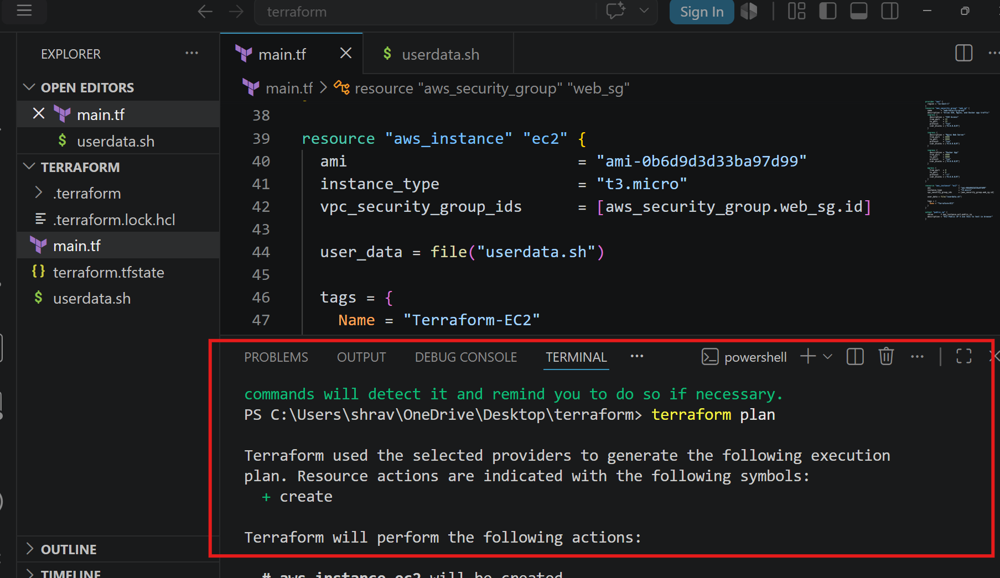 terraform
Sign In
EXPLORER
OPEN EDITORS
main.tf
userdata.sh
TERRAFORM
.terraform
.terraform.lock.hcl
main.tf
terraform.tfstate
userdata.sh
OUTLINE
TIMELINE
main.tf
userdata.sh
main.tf > resource "aws_security_group" "web_sg"
38
39 resource "aws_instance" "ec2" {
40 ami = "ami-0b6d9d3d33ba97d99"
41 instance_type = "t3.micro"
42 vpc_security_group_ids = [aws_security_group.web_sg.id]
43
44 user_data = file("userdata.sh")
45
46 tags = {
47 Name = "Terraform-EC2"
PROBLEMS OUTPUT DEBUG CONSOLE TERMINAL powershell
commands will detect it and remind you to do so if necessary.
PS C:\Users\shrav\OneDrive\Desktop\terraform> terraform plan
Terraform used the selected providers to generate the following execution
plan. Resource actions are indicated with the following symbols:
+ create
Terraform will perform the following actions:
# aws_instance.ec2 will be created